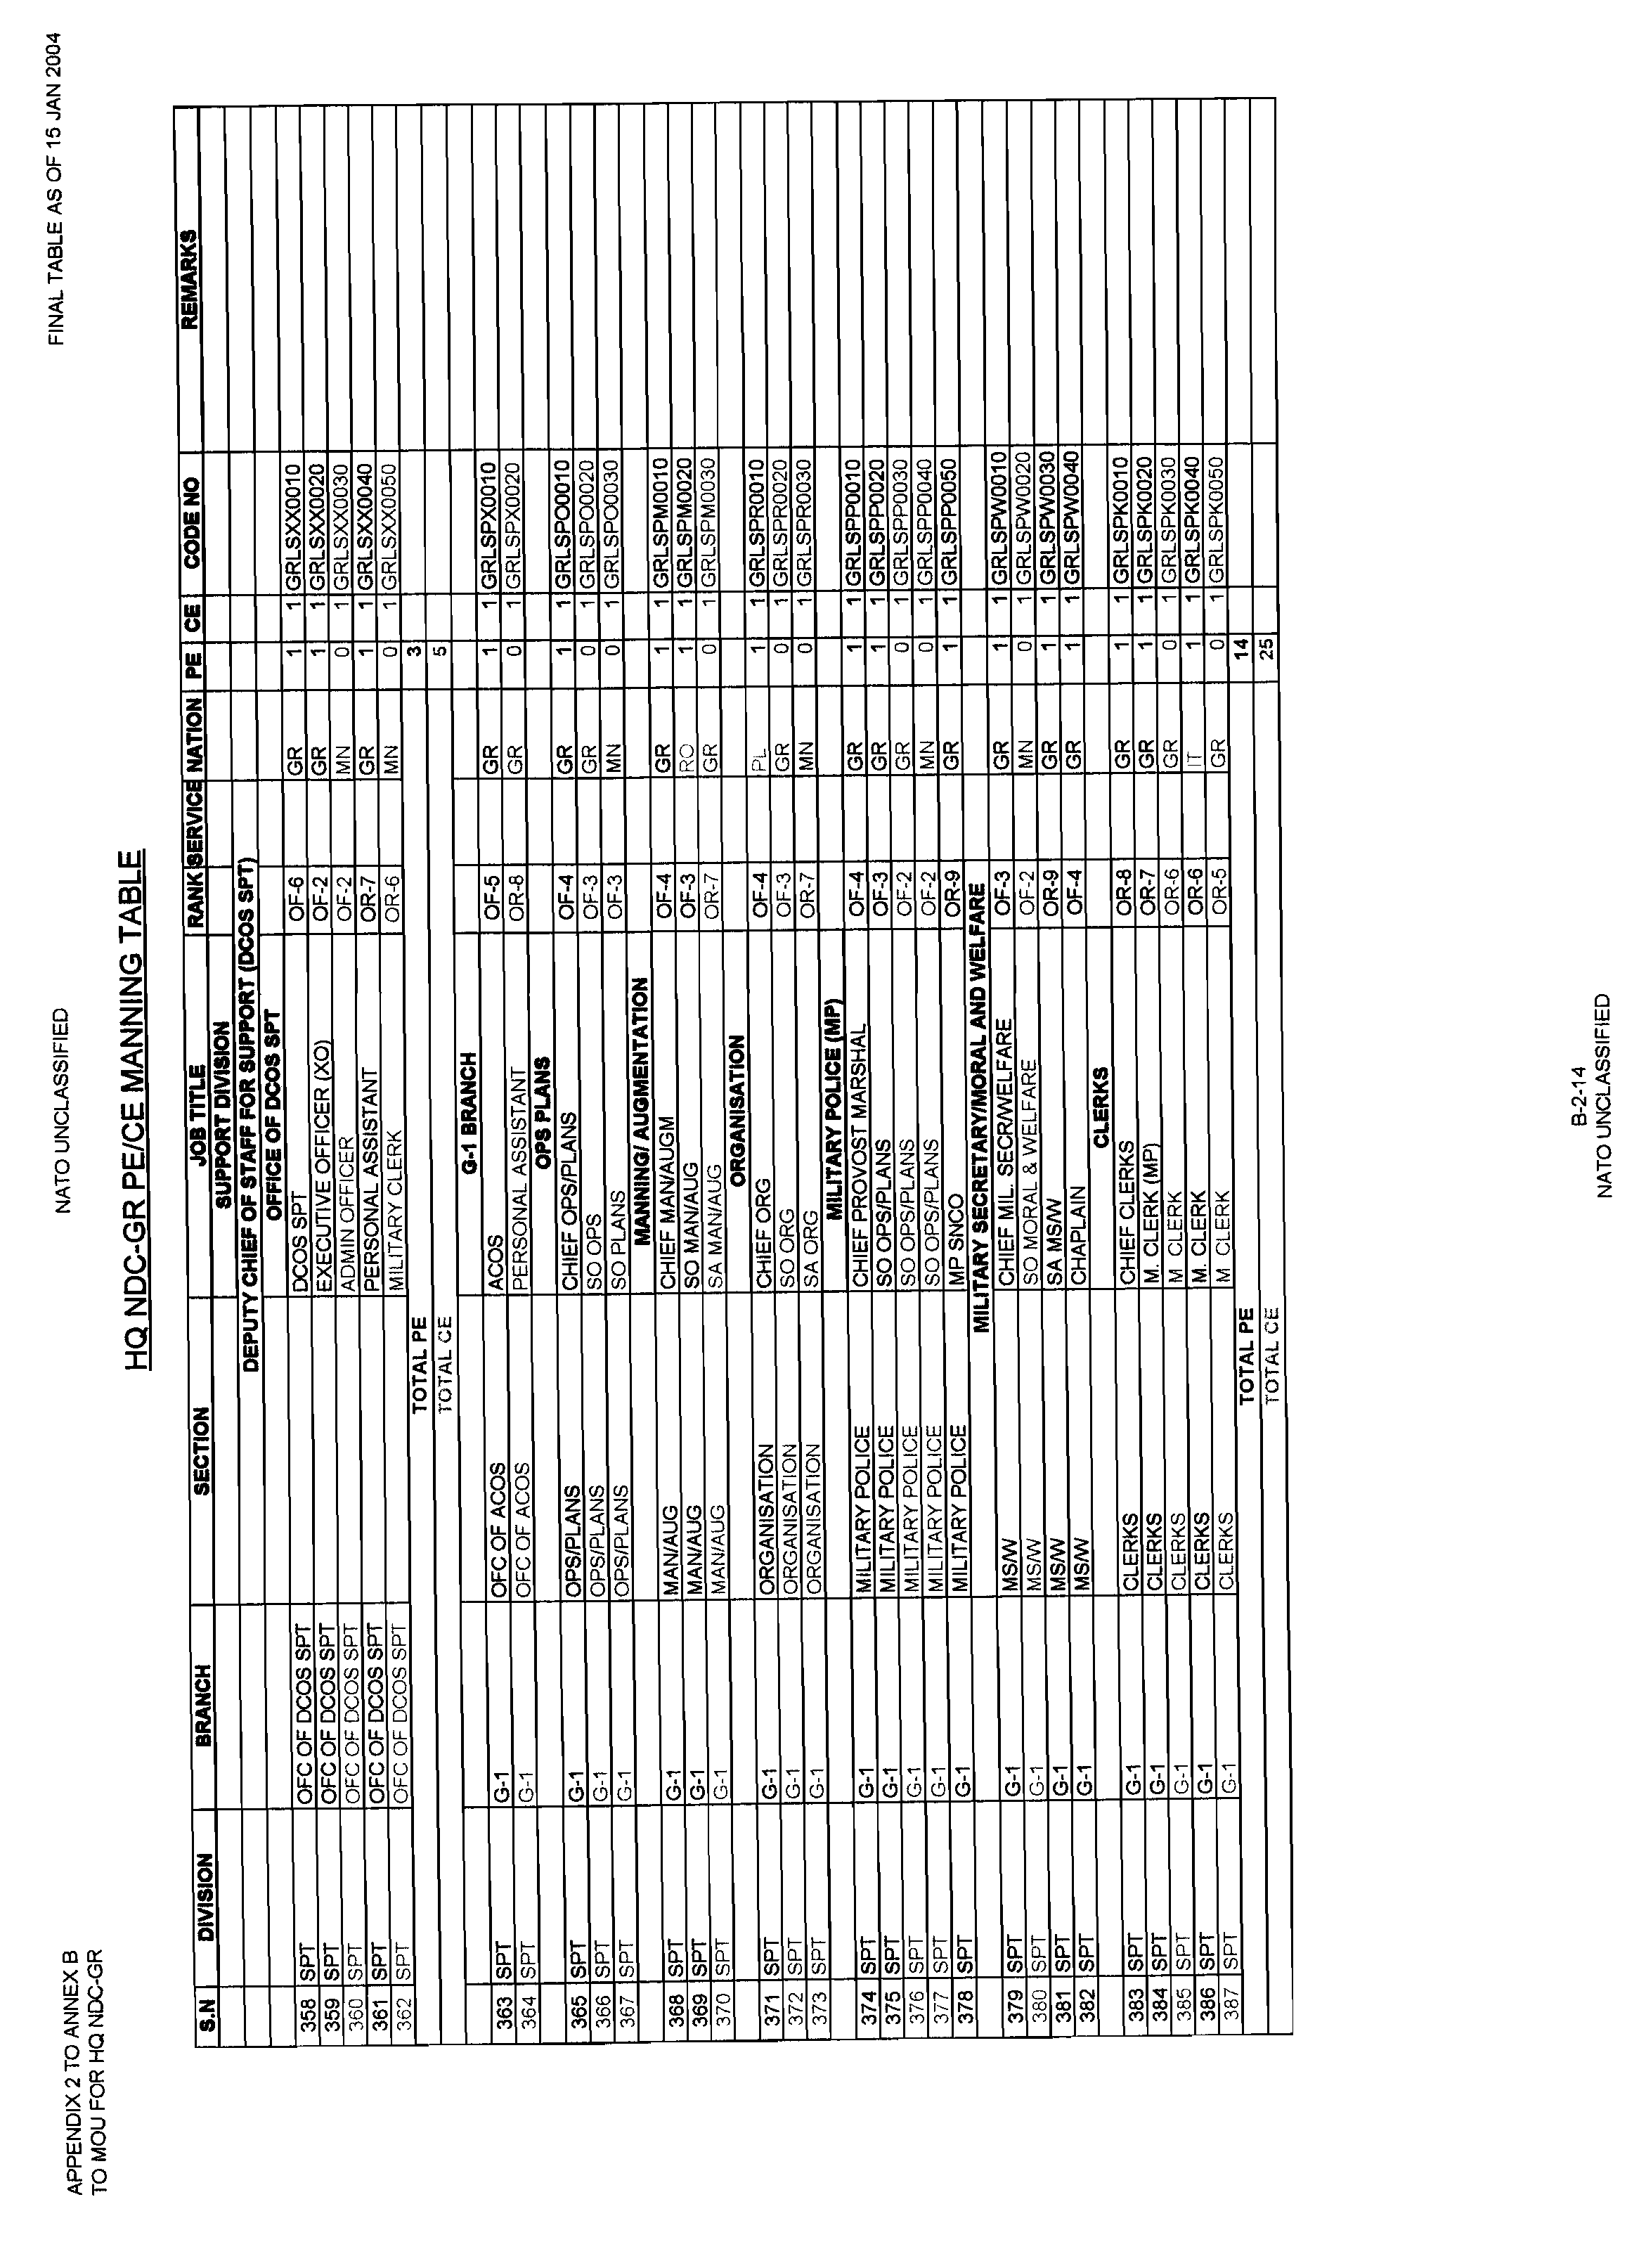 APPENDIX 2 TO ANNEX B
TO MOU FOR HQ NDC-GR
NATO UNCLASSIFIED
FINAL TABLE AS OF 15 JAN 2004
HQ NDC-GR PE/CE MANNING TABLE
S.N DIVISION BRANCH SECTION JOB TITLE RANK SERVICE NATION PE CE CODE NO REMARKS
SUPPORT DIVISION
DEPUTY CHIEF OF STAFF FOR SUPPORT (DCOS SPT)
OFFICE OF DCOS SPT
358 SPT OFC OF DCOS SPT DCOS SPT OF-6 GR 1 1 GRLSXX0010
359 SPT OFC OF DCOS SPT EXECUTIVE OFFICER (XO) OF-2 GR 1 1 GRLSXX0020
360 SPT OFC OF DCOS SPT ADMIN OFFICER OF-2 MN 0 1 GRLSXX0030
361 SPT OFC OF DCOS SPT PERSONAL ASSISTANT OR-7 GR 1 1 GRLSXX0040
362 SPT OFC OF DCOS SPT MILITARY CLERK OR-6 MN 0 1 GRLSXX0050
TOTAL PE 3
TOTAL CE 5
G-1 BRANCH
363 SPT G-1 OFC OF ACOS ACOS OF-5 GR 1 1 GRLSPX0010
364 SPT G-1 OFC OF ACOS PERSONAL ASSISTANT OR-8 GR 0 1 GRLSPX0020
OPS PLANS
365 SPT G-1 OPS/PLANS CHIEF OPS/PLANS OF-4 GR 1 1 GRLSPO0010
366 SPT G-1 OPS/PLANS SO OPS OF-3 GR 0 1 GRLSPO0020
367 SPT G-1 OPS/PLANS SO PLANS OF-3 MN 0 1 GRLSPO0030
MANNING/ AUGMENTATION
368 SPT G-1 MAN/AUG CHIEF MAN/AUGM OF-4 GR 1 1 GRLSPM0010
369 SPT G-1 MAN/AUG SO MAN/AUG OF-3 RO 1 1 GRLSPM0020
370 SPT G-1 MAN/AUG SA MAN/AUG OR-7 GR 0 1 GRLSPM0030
ORGANISATION
371 SPT G-1 ORGANISATION CHIEF ORG OF-4 PL 1 1 GRLSPR0010
372 SPT G-1 ORGANISATION SO ORG OF-3 GR 0 1 GRLSPR0020
373 SPT G-1 ORGANISATION SA ORG OR-7 MN 0 1 GRLSPR0030
MILITARY POLICE (MP)
374 SPT G-1 MILITARY POLICE CHIEF PROVOST MARSHAL OF-4 GR 1 1 GRLSPP0010
375 SPT G-1 MILITARY POLICE SO OPS/PLANS OF-3 GR 1 1 GRLSPP0020
376 SPT G-1 MILITARY POLICE SO OPS/PLANS OF-2 GR 0 1 GRLSPP0030
377 SPT G-1 MILITARY POLICE SO OPS/PLANS OF-2 MN 0 1 GRLSPP0040
378 SPT G-1 MILITARY POLICE MP SNCO OR-9 GR 1 1 GRLSPP0050
MILITARY SECRETARY/MORAL AND WELFARE
379 SPT G-1 MS/W CHIEF MIL. SECR/WELFARE OF-3 GR 1 1 GRLSPW0010
380 SPT G-1 MS/W SO MORAL & WELFARE OF-2 MN 0 1 GRLSPW0020
381 SPT G-1 MS/W SA MS/W OR-9 GR 1 1 GRLSPW0030
382 SPT G-1 MS/W CHAPLAIN OF-4 GR 1 1 GRLSPW0040
CLERKS
383 SPT G-1 CLERKS CHIEF CLERKS OR-8 GR 1 1 GRLSPK0010
384 SPT G-1 CLERKS M. CLERK (MP) OR-7 GR 1 1 GRLSPK0020
385 SPT G-1 CLERKS M CLERK OR-6 GR 0 1 GRLSPK0030
386 SPT G-1 CLERKS M. CLERK OR-6 IT 1 1 GRLSPK0040
387 SPT G-1 CLERKS M CLERK OR-5 GR 0 1 GRLSPK0050
TOTAL PE 14
TOTAL CE 25
B-2-14
NATO UNCLASSIFIED